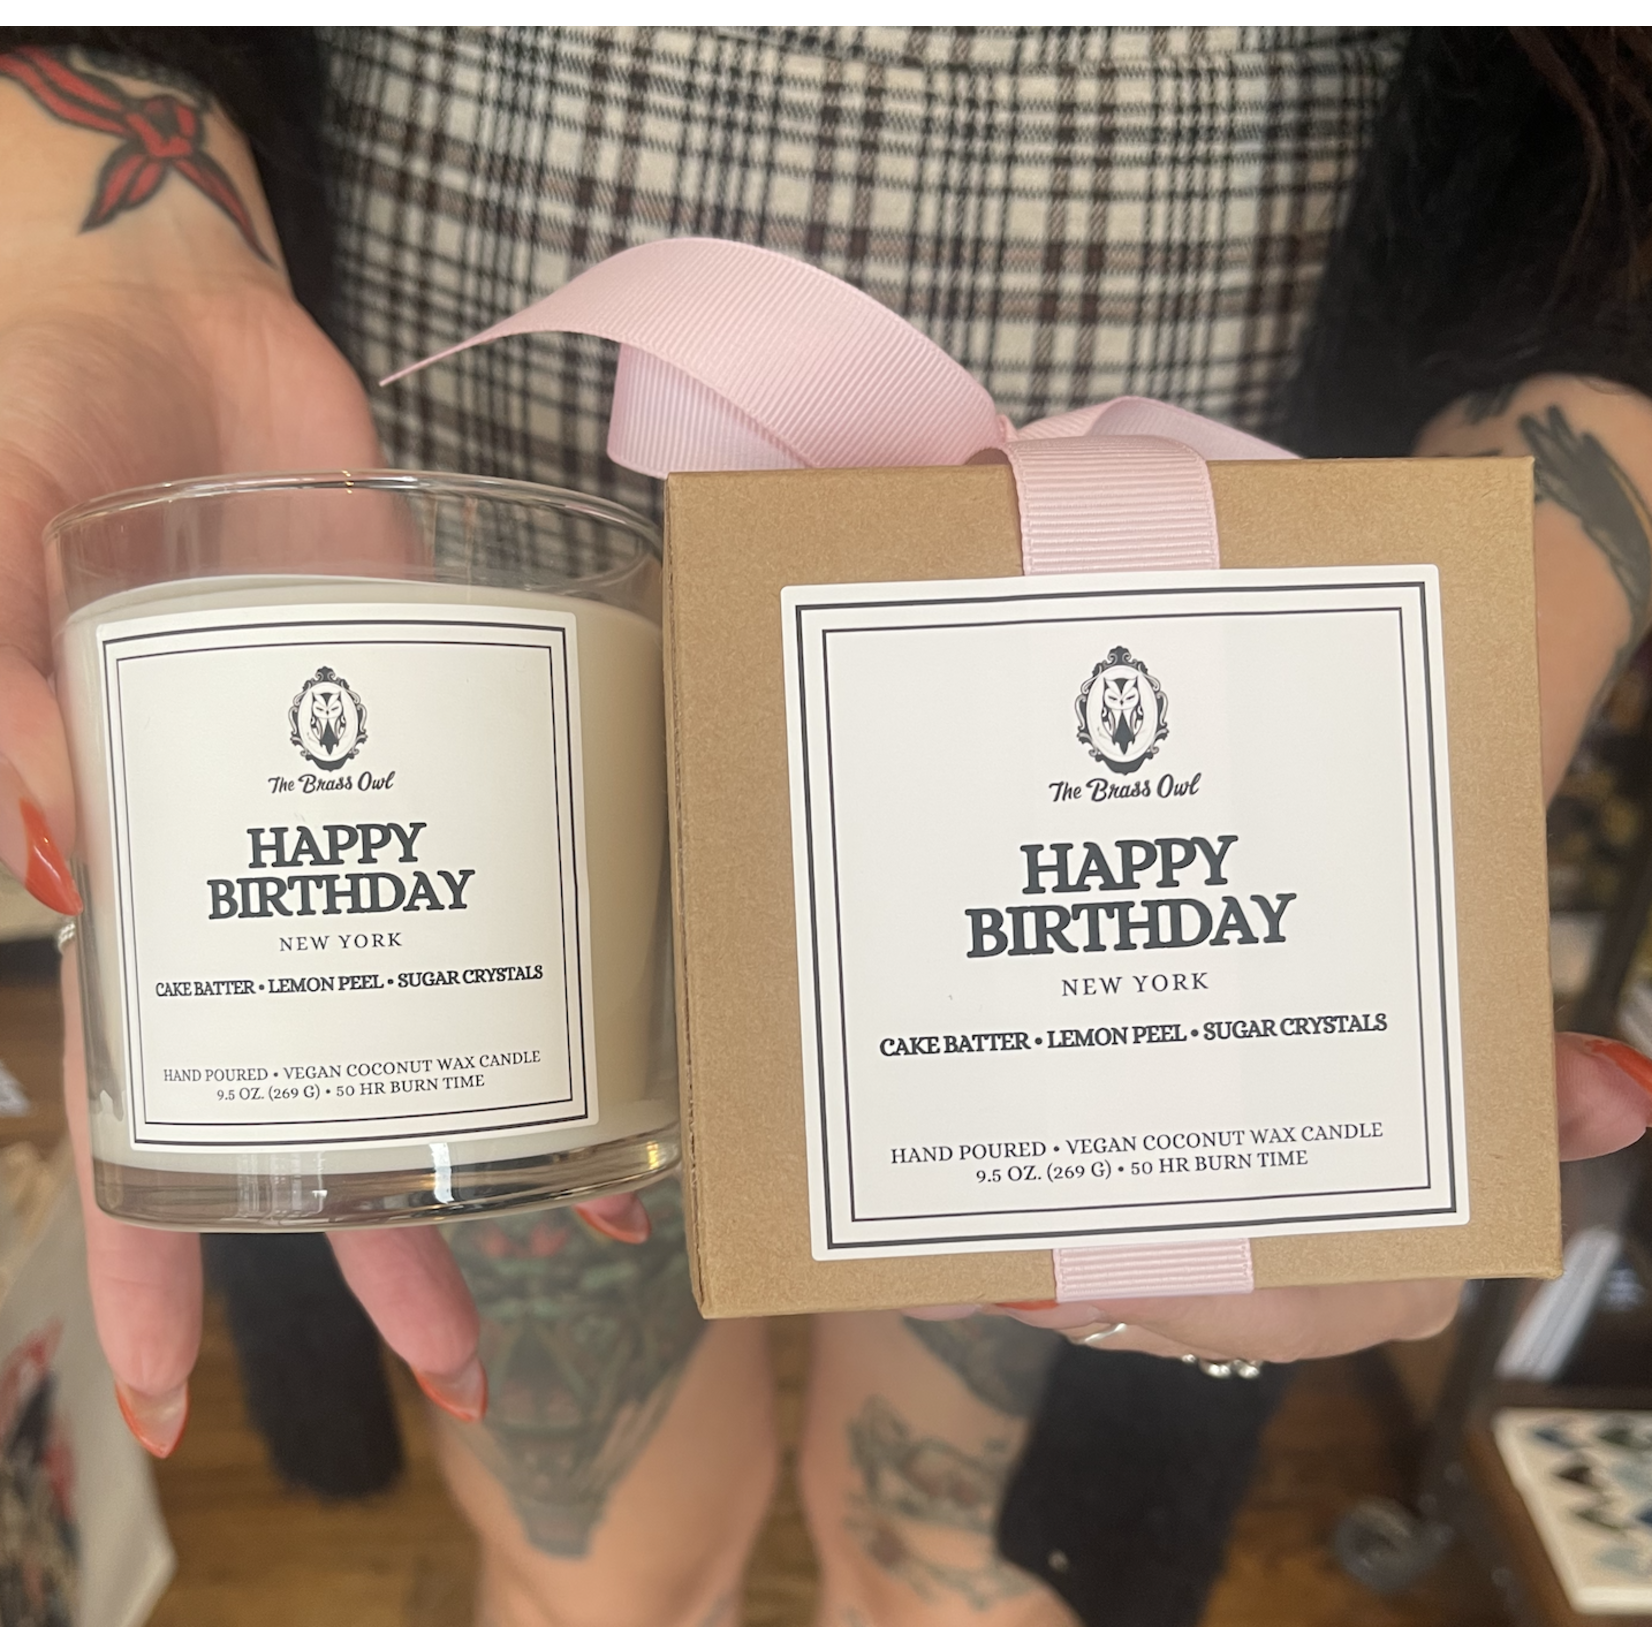 The Brass Owl
HAPPY
BIRTHDAY
NEW YORK
CAKE BATTER • LEMON PEEL • SUGAR CRYSTALS
HAND POURED • VEGAN COCONUT WAX CANDLE
9.5 OZ. (269 G) • 50 HR BURN TIME
The Brass Owl
HAPPY
BIRTHDAY
NEW YORK
CAKE BATTER • LEMON PEEL • SUGAR CRYSTALS
HAND POURED • VEGAN COCONUT WAX CANDLE
9.5 OZ. (269 G) • 50 HR BURN TIME